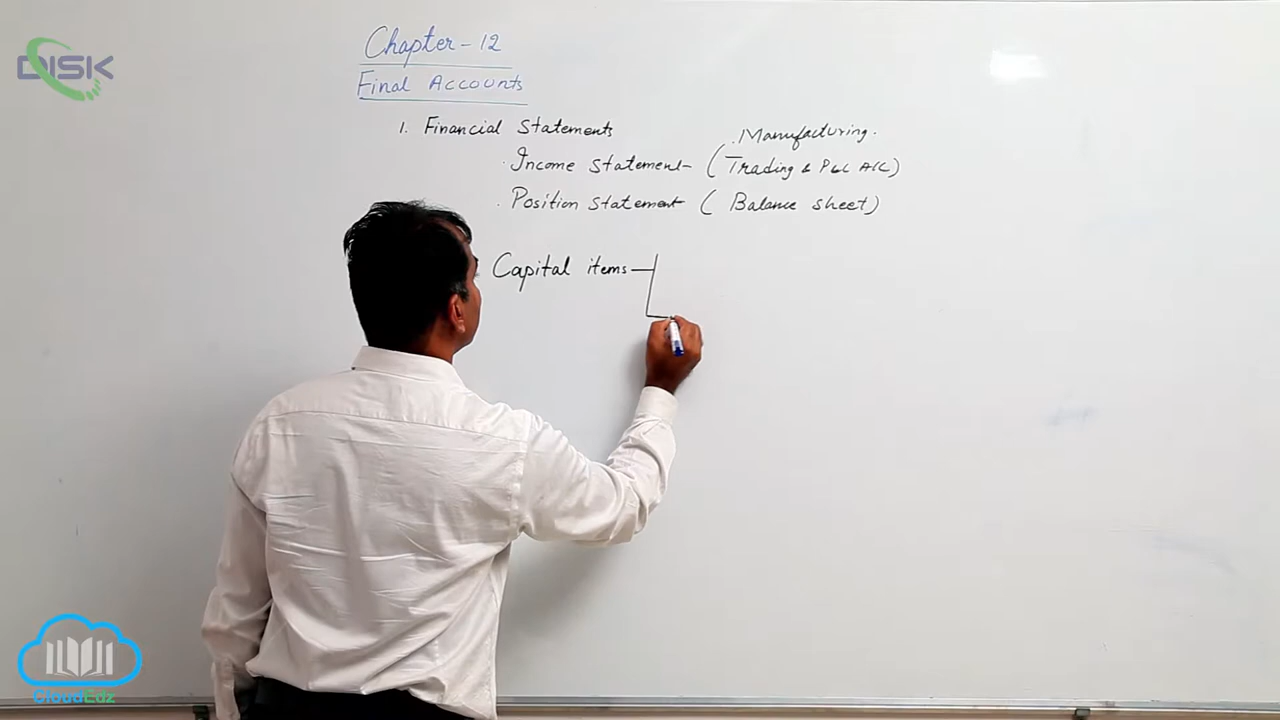 DISK
Chapter - 12
Final Accounts
1. Financial Statements
. Manufacturing.
. Income Statement - ( Trading & P&L A/C )
. Position Statement ( Balance Sheet )
Capital items
CloudEdz